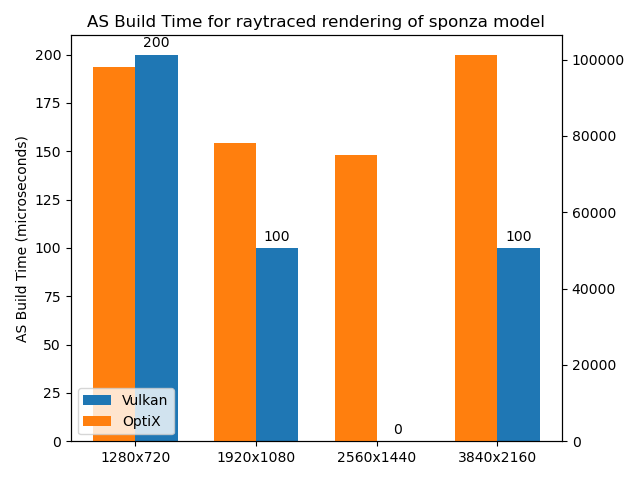 AS Build Time for raytraced rendering of sponza model
AS Build Time (microseconds)
200
175
150
125
100
75
50
25
0
200
100
0
100
100000
80000
60000
40000
20000
0
Vulkan
OptiX
1280x720
1920x1080
2560x1440
3840x2160